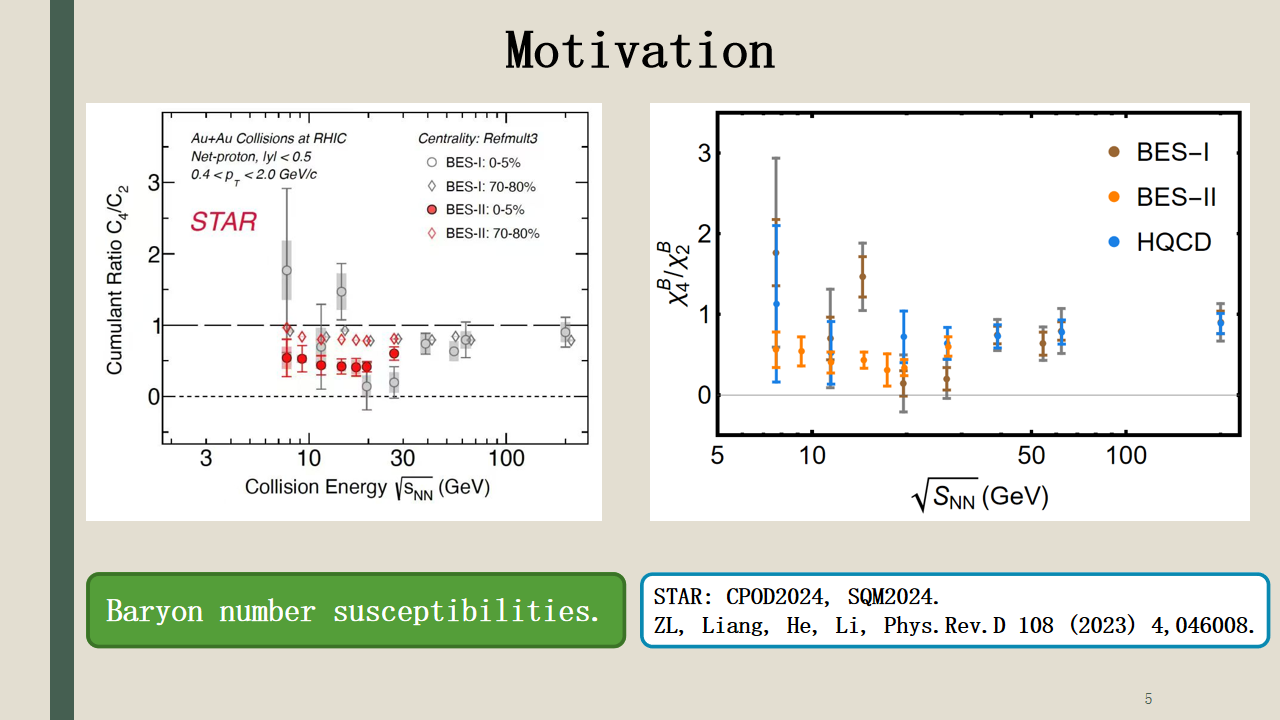 Motivation
Au+Au Collisions at RHIC
Net-proton, lyl < 0.5
0.4 < p_T < 2.0 GeV/c
STAR
Centrality: Refmult3
BES-I: 0-5%
BES-I: 70-80%
BES-II: 0-5%
BES-II: 70-80%
Cumulant Ratio C₄/C₂
3
2
1
0
3 10 30 100
Collision Energy √s_NN (GeV)
BES–I
BES–II
HQCD
χ₄ᴮ/χ₂ᴮ
3
2
1
0
5 10 50 100
√S_NN (GeV)
Baryon number susceptibilities.
STAR: CPOD2024, SQM2024.
ZL, Liang, He, Li, Phys.Rev.D 108 (2023) 4,046008.
5